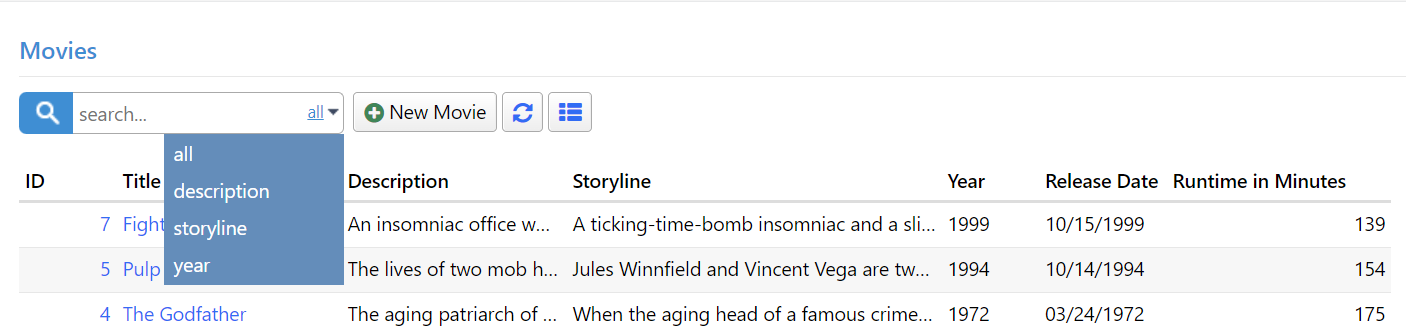 Movies
search... all
New Movie
all
description
storyline
year
ID Title Description Storyline Year Release Date Runtime in Minutes
7 Fight An insomniac office w... A ticking-time-bomb insomniac and a sli... 1999 10/15/1999 139
5 Pulp The lives of two mob h... Jules Winnfield and Vincent Vega are tw... 1994 10/14/1994 154
4 The Godfather The aging patriarch of ... When the aging head of a famous crime... 1972 03/24/1972 175